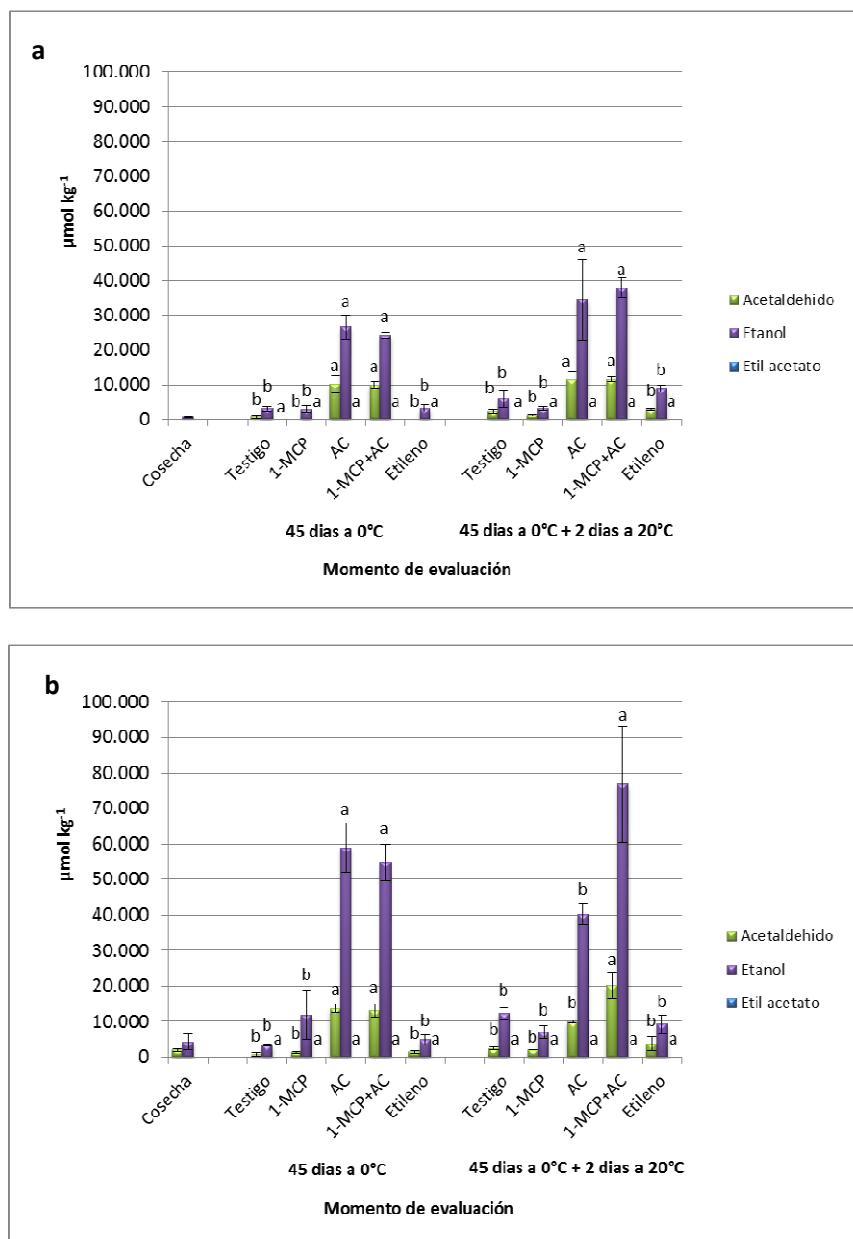 a
100.000
90.000
80.000
70.000
60.000
50.000
40.000
30.000
20.000
10.000
0
µmol kg-1
a a
a a
a a a a
b b b b b b b b b b
a a a a a a a a a a
Cosecha Testigo 1-MCP AC 1-MCP+AC Etileno Testigo 1-MCP AC 1-MCP+AC Etileno
45 dias a 0°C 45 dias a 0°C + 2 dias a 20°C
Momento de evaluación
Acetaldehido
Etanol
Etil acetato
b
100.000
90.000
80.000
70.000
60.000
50.000
40.000
30.000
20.000
10.000
0
µmol kg-1
a
a a
b b
a a a
b b b b b b b b b b b b
a a a a a a a a a a
Cosecha Testigo 1-MCP AC 1-MCP+AC Etileno Testigo 1-MCP AC 1-MCP+AC Etileno
45 dias a 0°C 45 dias a 0°C + 2 dias a 20°C
Momento de evaluación
Acetaldehido
Etanol
Etil acetato